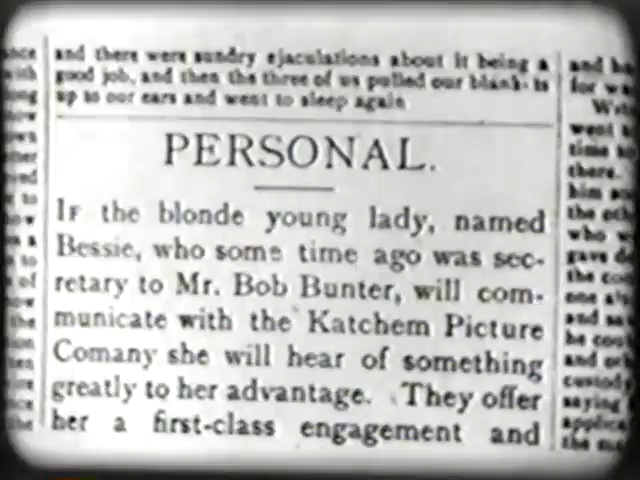 and there were sundry ejaculations about it being a
good job, and then the three of us pulled our blank-ts
up to our ears and went to sleep again
PERSONAL.
IF the blonde young lady, named
Bessie, who some time ago was sec-
retary to Mr. Bob Bunter, will com-
municate with the Katchem Picture
Comany she will hear of something
greatly to her advantage. They offer
her a first-class engagement and